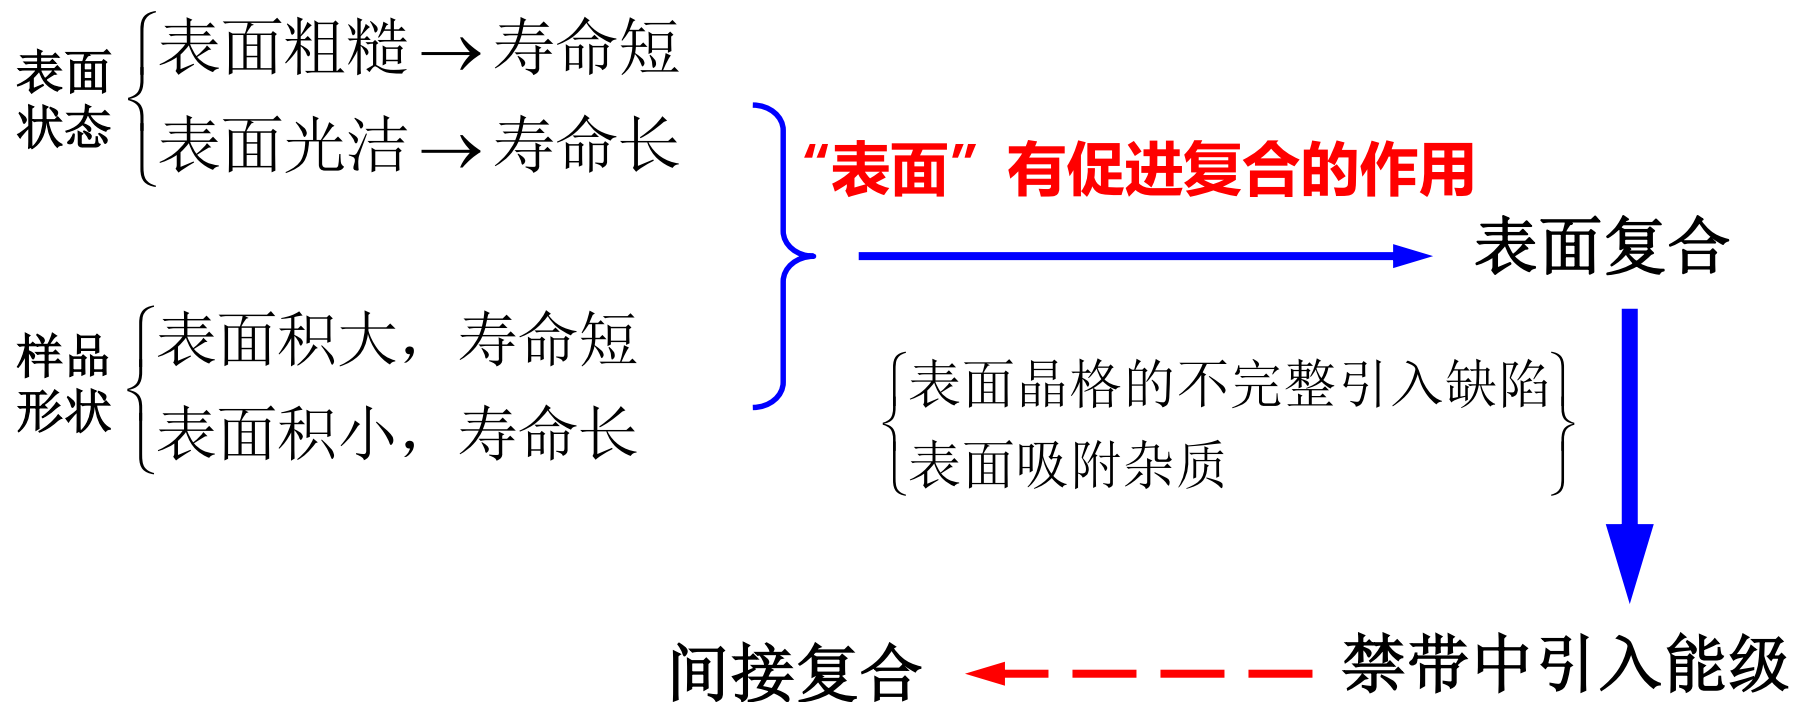 表面
状态
表面粗糙→寿命短
表面光洁→寿命长
“表面”有促进复合的作用
表面复合
样品
形状
表面积大，寿命短
表面积小，寿命长
表面晶格的不完整引入缺陷
表面吸附杂质
禁带中引入能级
间接复合